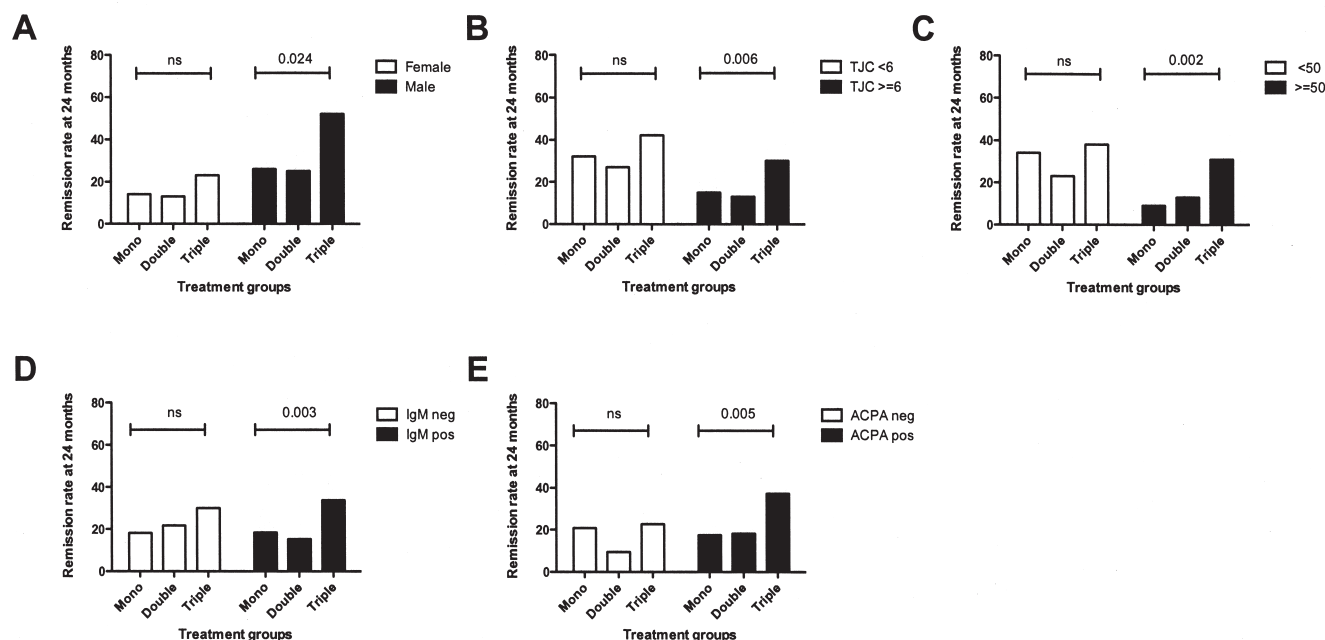 A
Remission rate at 24 months
80
60
40
20
0
ns
0.024
Female
Male
Mono
Double
Triple
Mono
Double
Triple
Treatment groups
B
Remission rate at 24 months
80
60
40
20
0
ns
0.006
TJC <6
TJC >=6
Mono
Double
Triple
Mono
Double
Triple
Treatment groups
C
Remission rate at 24 months
80
60
40
20
0
ns
0.002
<50
>=50
Mono
Double
Triple
Mono
Double
Triple
Treatment groups
D
Remission rate at 24 months
80
60
40
20
0
ns
0.003
IgM neg
IgM pos
Mono
Double
Triple
Mono
Double
Triple
Treatment groups
E
Remission rate at 24 months
80
60
40
20
0
ns
0.005
ACPA neg
ACPA pos
Mono
Double
Triple
Mono
Double
Triple
Treatment groups